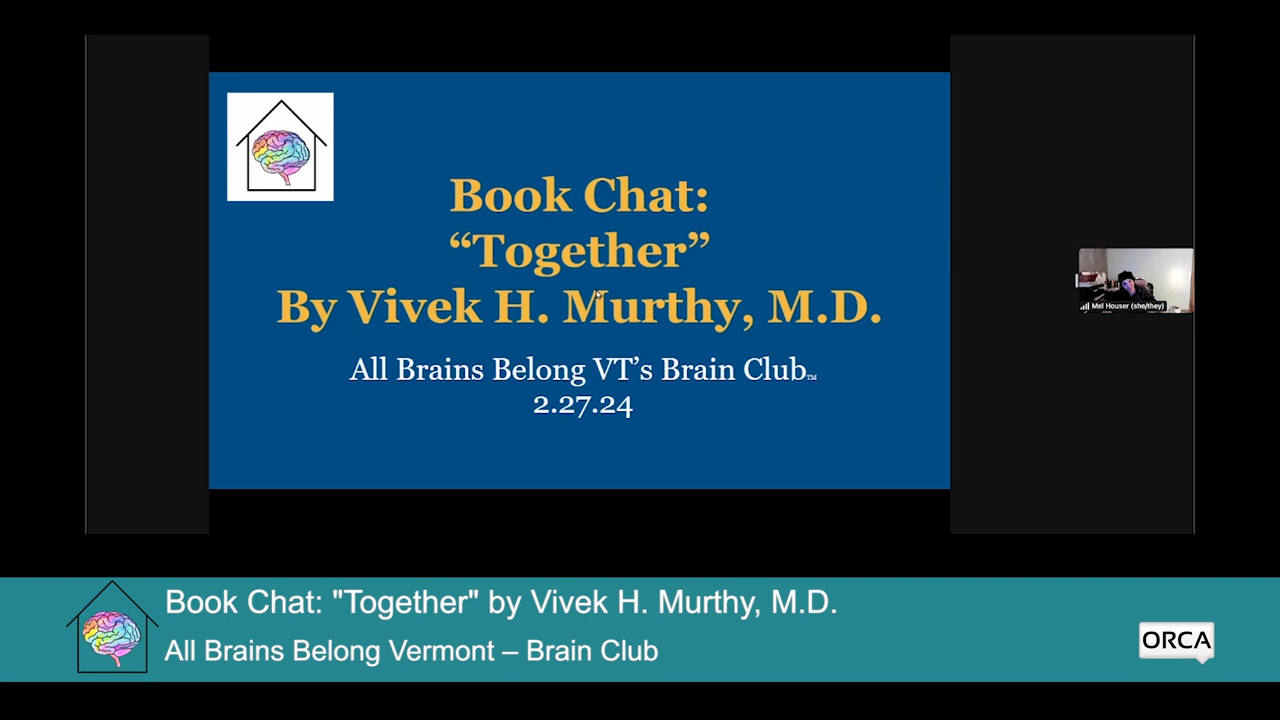 Book Chat:
“Together”
By Vivek H. Murthy, M.D.
All Brains Belong VT’s Brain Club™
2.27.24
Mel Houser (she/they)
Book Chat: "Together" by Vivek H. Murthy, M.D.
All Brains Belong Vermont – Brain Club
ORCA